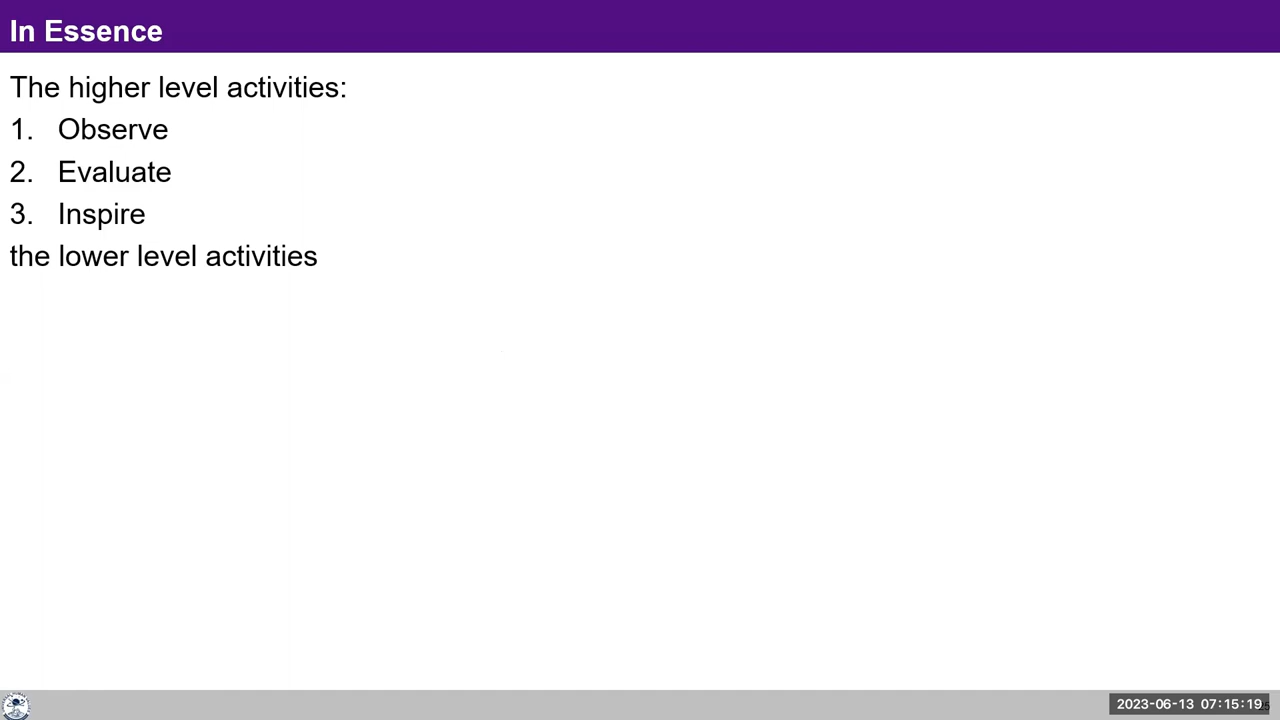 In Essence
The higher level activities:
1. Observe
2. Evaluate
3. Inspire
the lower level activities
2023-06-13 07:15:19